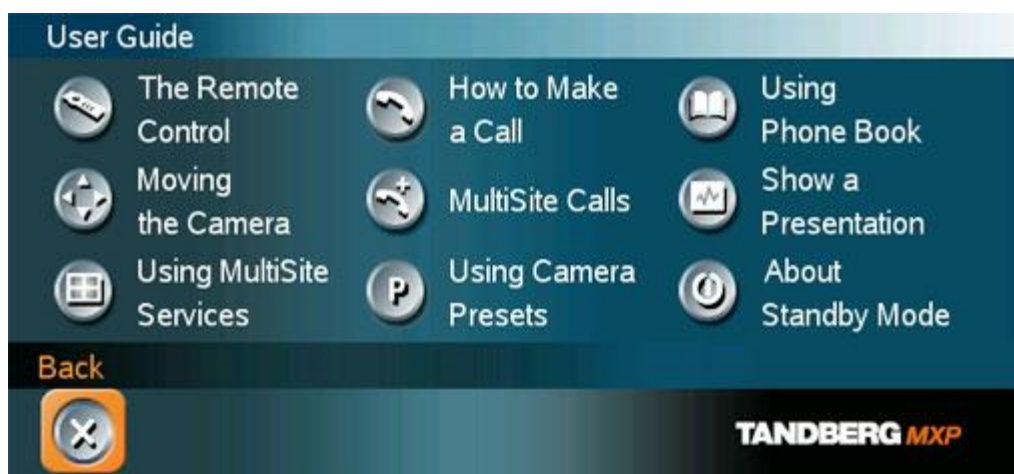 User Guide
The Remote
Control
How to Make
a Call
Using
Phone Book
Moving
the Camera
MultiSite Calls
Show a
Presentation
Using MultiSite
Services
P
Using Camera
Presets
About
Standby Mode
Back
TANDBERG MXP